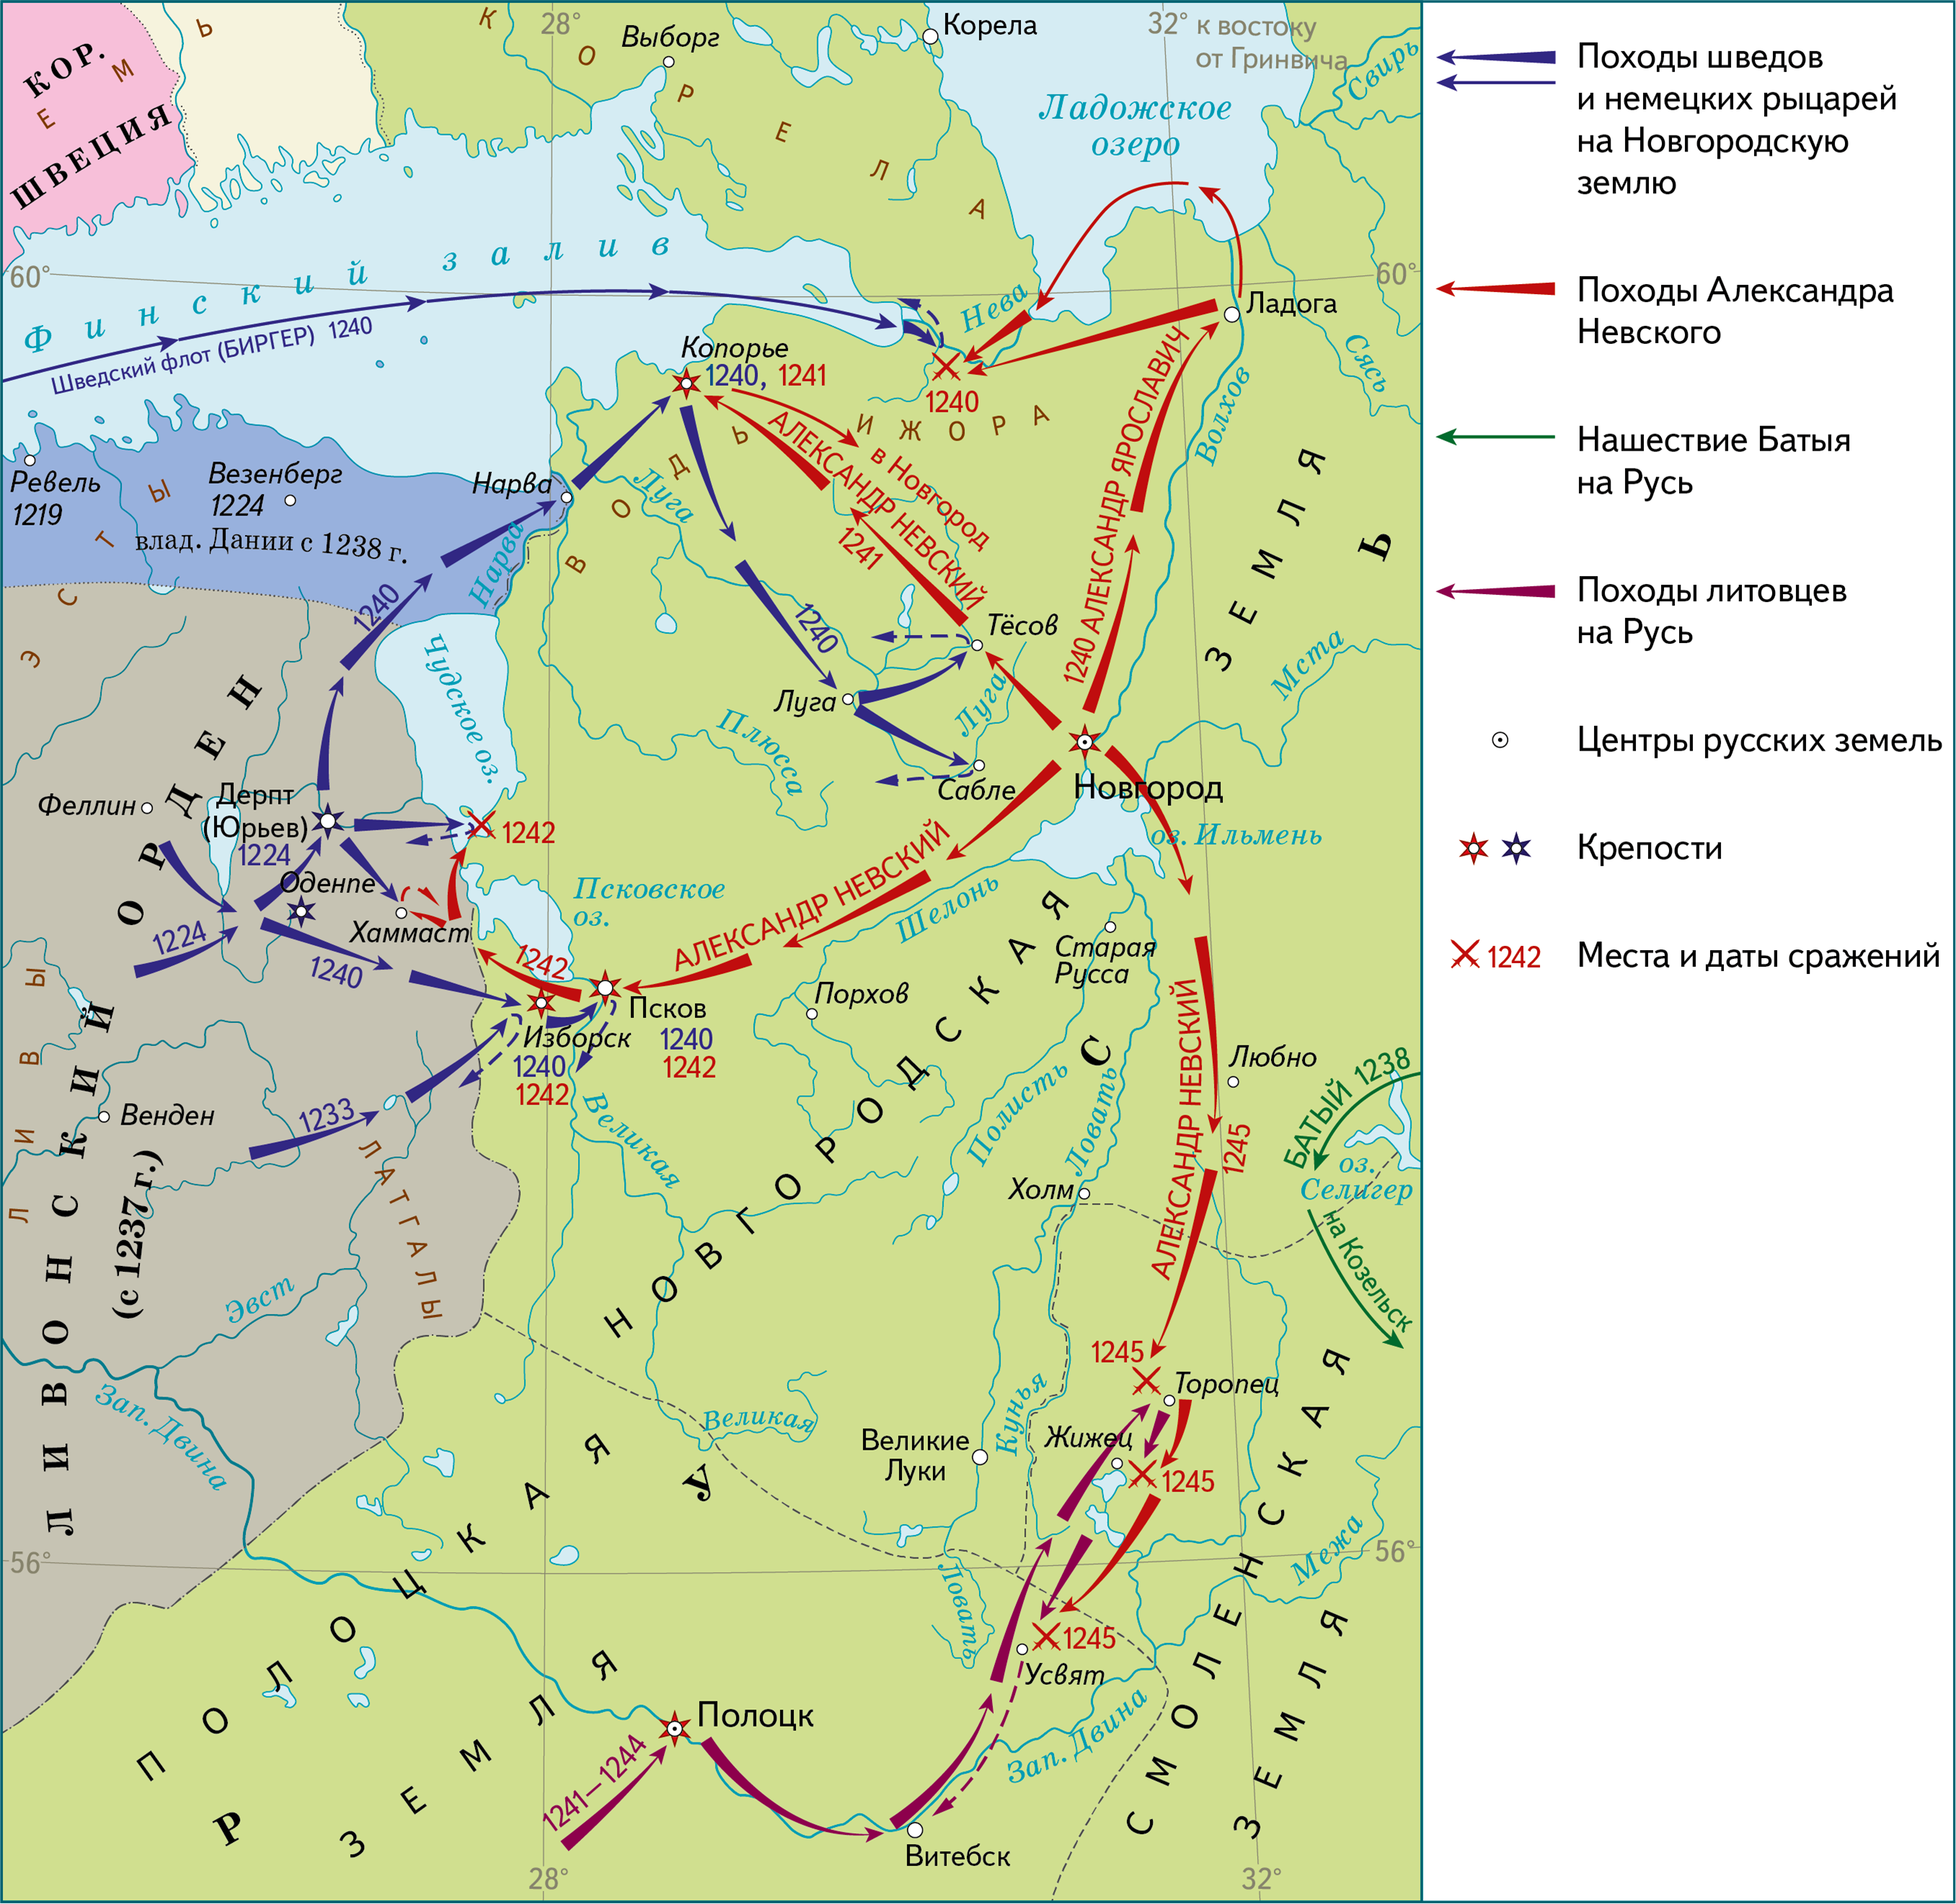 КОР.
ШВЕЦИЯ
Е М Ь
К О Р Е Л А
28°
32° к востоку
от Гринвича
Выборг
Корела
Свирь
Ладожское
озеро
60°
60°
Финский залив
Шведский флот (БИРГЕР) 1240
Нева
Ладога
Копорье
1240, 1241
1240
ИЖОРА
ВОДЬ
Сясь
Волхов
АЛЕКСАНДР НЕВСКИЙ
1241
в Новгород
1240 АЛЕКСАНДР ЯРОСЛАВИЧ
Ревель
1219
Везенберг
1224
влад. Дании с 1238 г.
ЭСТЫ
Нарва
Нарва
Луга
1240
1240
Тёсов
Луга
Луга
Сабле
Плюсса
Чудское оз.
Новгород
Мста
оз. Ильмень
Феллин
Дерпт
(Юрьев)
1224
Оденпе
Хаммаст
1242
1224
1240
1242
Псковское
оз.
АЛЕКСАНДР НЕВСКИЙ
Шелонь
Старая
Русса
Порхов
Псков
1240
1242
Изборск
1240
1242
Великая
1233
Венден
ЛИВЫ
ЛАТГАЛЫ
ЛИВОНСКИЙ ОРДЕН
(с 1237 г.)
Эвст
Зап. Двина
НОВГОРОДСКАЯ ЗЕМЛЯ
Полисть
Ловать
Холм
Любно
АЛЕКСАНДР НЕВСКИЙ
1245
БАТЫЙ 1238
оз.
Селигер
на Козельск
1245
Торопец
Жижец
1245
Кунья
Великие
Луки
Великая
Ловать
1245
Усвят
56°
56°
Межа
Зап. Двина
ПОЛОЦКАЯ
ЗЕМЛЯ
СМОЛЕНСКАЯ
ЗЕМЛЯ
РУСЬ
Полоцк
1241–1244
Витебск
28°
32°
Походы шведов
и немецких рыцарей
на Новгородскую
землю
Походы Александра
Невского
Нашествие Батыя
на Русь
Походы литовцев
на Русь
Центры русских земель
Крепости
1242 Места и даты сражений